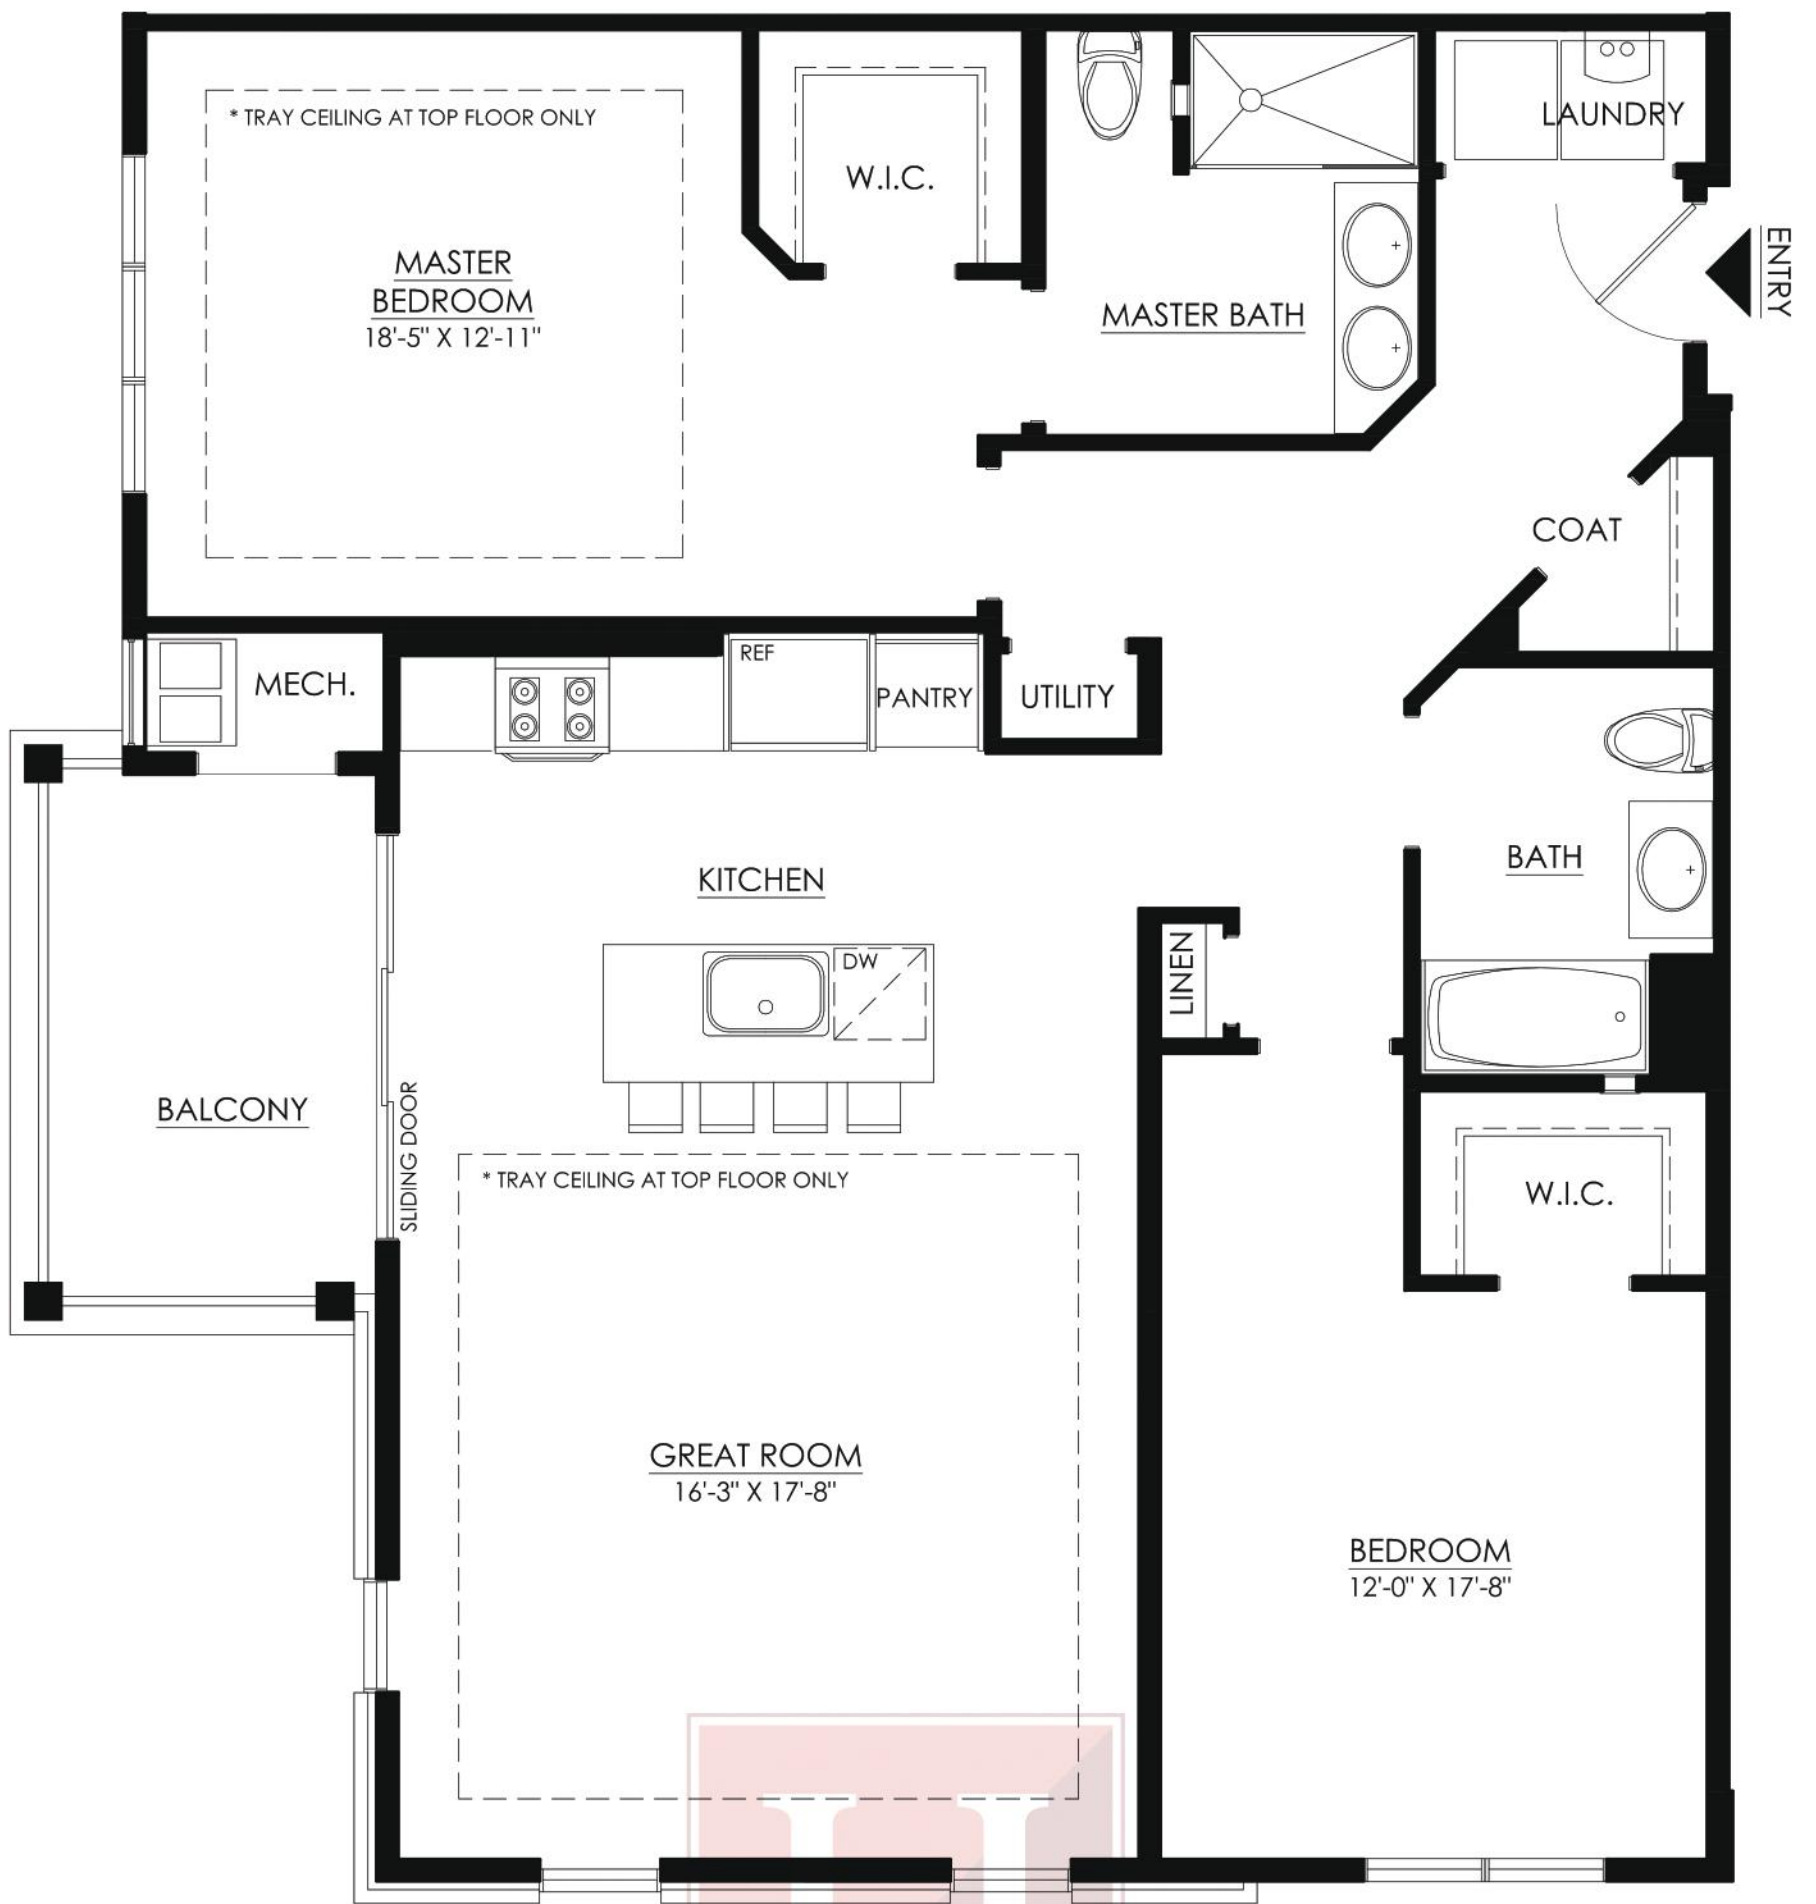 * TRAY CEILING AT TOP FLOOR ONLY
W.I.C.
LAUNDRY
MASTER
BEDROOM
18'-5" X 12'-11"
MASTER BATH
ENTRY
COAT
MECH.
REF
PANTRY
UTILITY
KITCHEN
BATH
DW
LINEN
BALCONY
SLIDING DOOR
* TRAY CEILING AT TOP FLOOR ONLY
W.I.C.
GREAT ROOM
16'-3" X 17'-8"
BEDROOM
12'-0" X 17'-8"